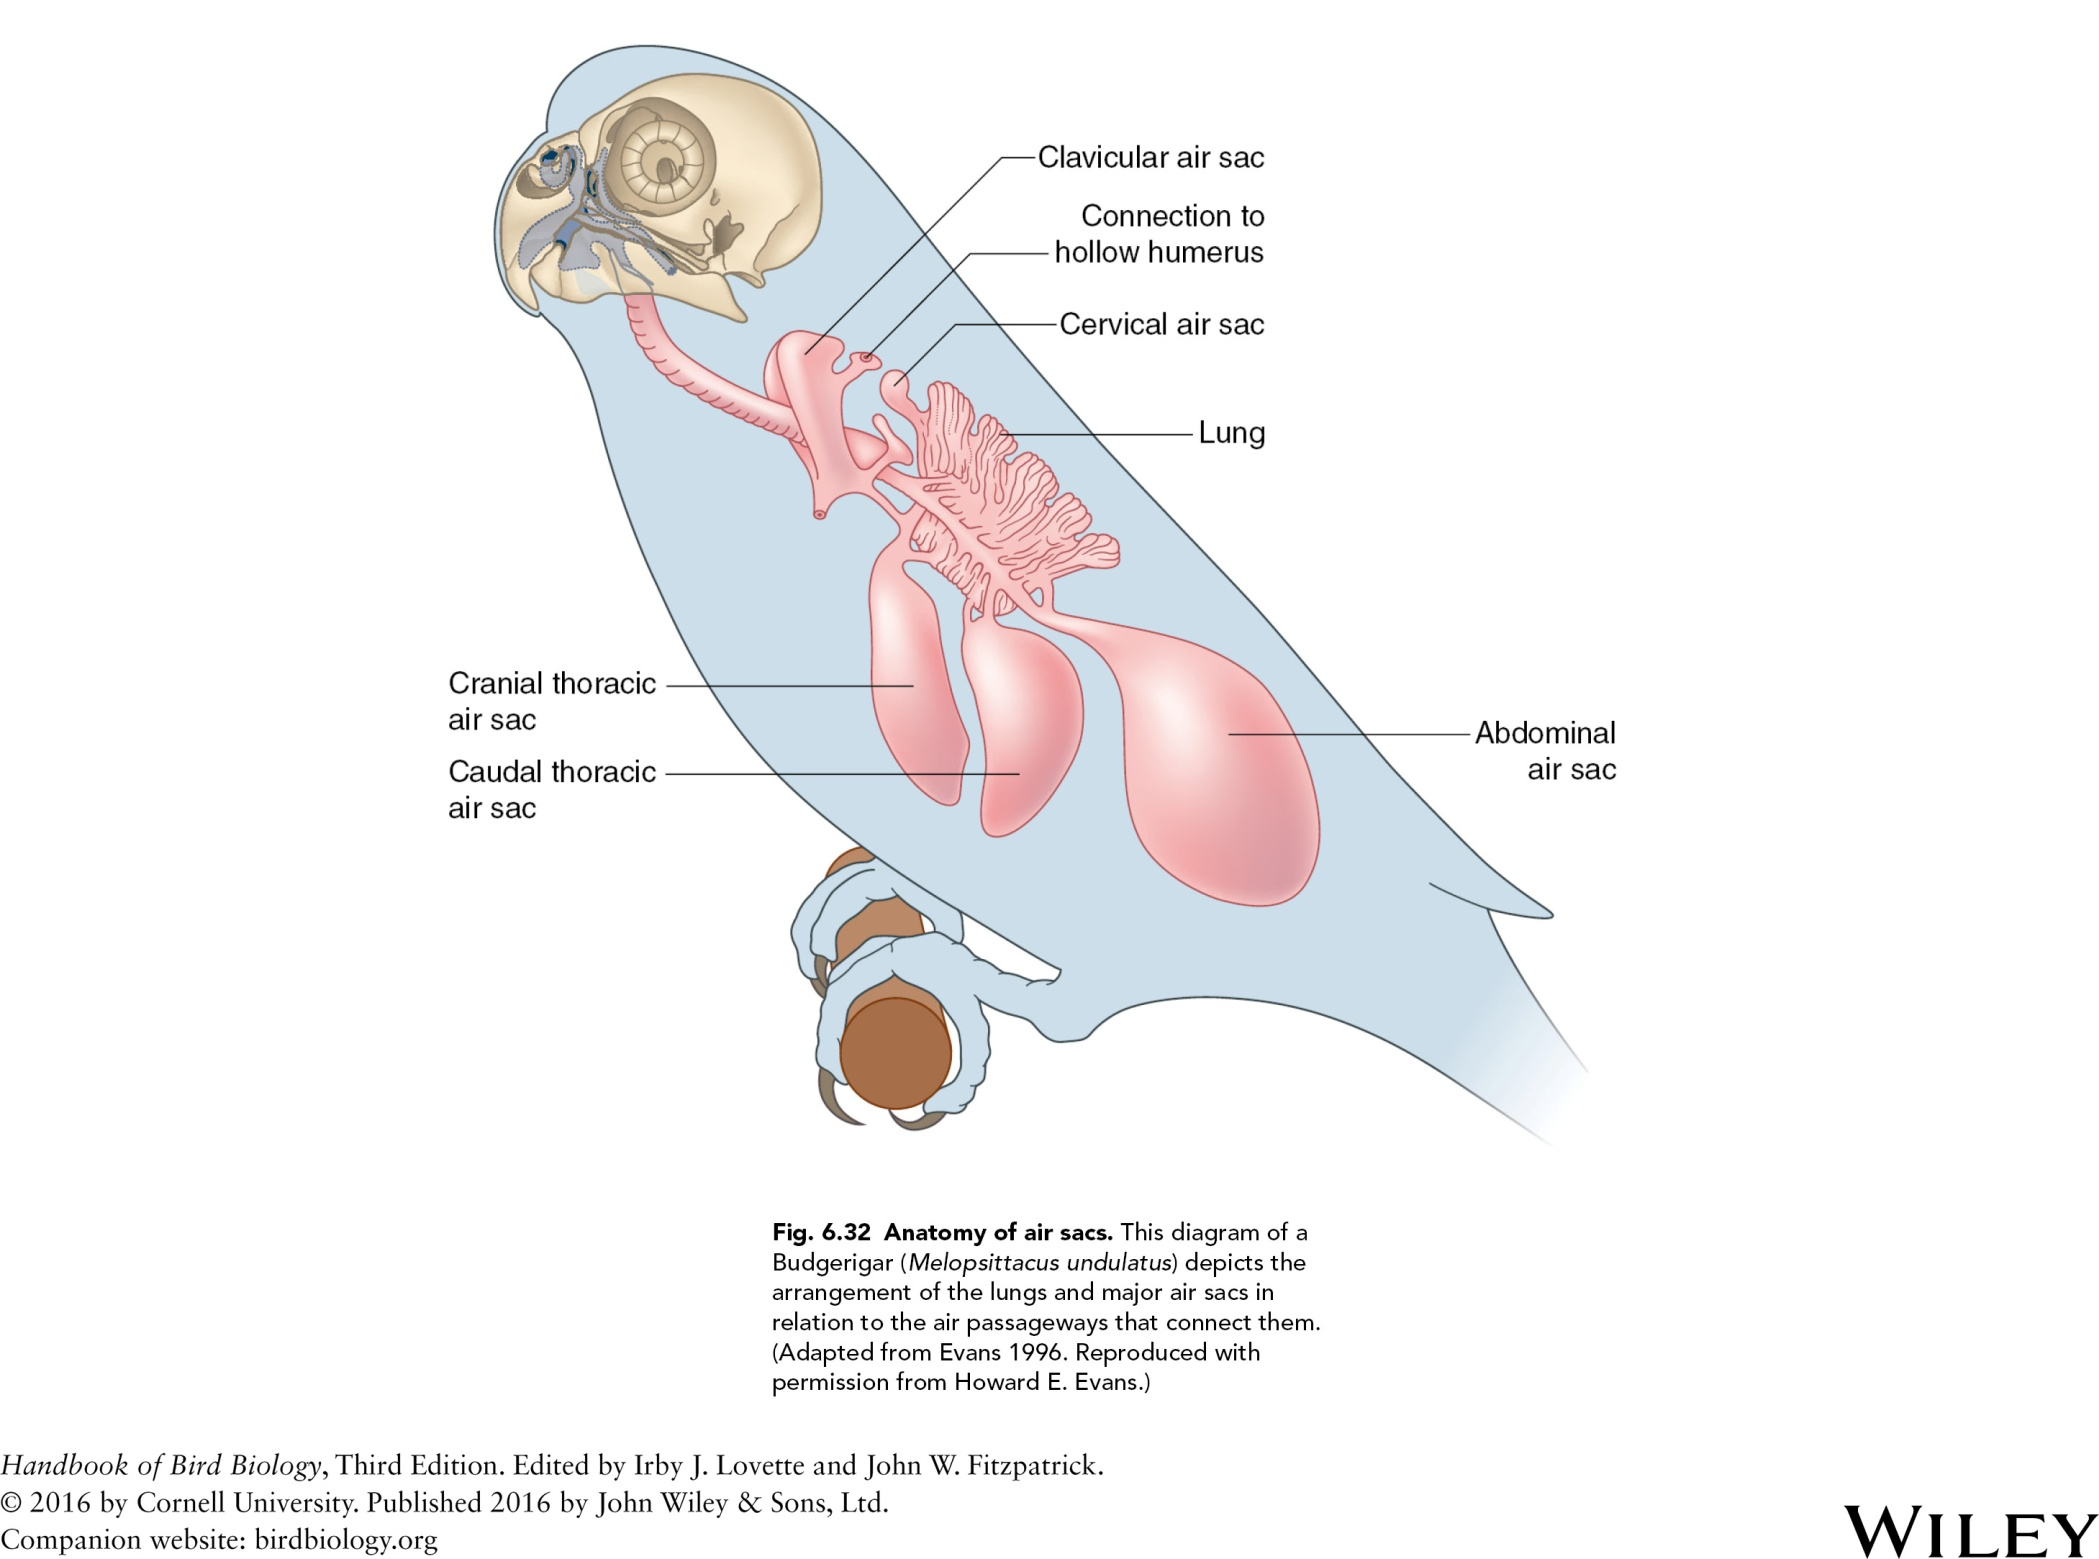 Clavicular air sac
Connection to
hollow humerus
Cervical air sac
Lung
Cranial thoracic
air sac
Caudal thoracic
air sac
Abdominal
air sac
Fig. 6.32 Anatomy of air sacs. This diagram of a
Budgerigar (Melopsittacus undulatus) depicts the
arrangement of the lungs and major air sacs in
relation to the air passageways that connect them.
(Adapted from Evans 1996. Reproduced with
permission from Howard E. Evans.)
Handbook of Bird Biology, Third Edition. Edited by Irby J. Lovette and John W. Fitzpatrick.
© 2016 by Cornell University. Published 2016 by John Wiley & Sons, Ltd.
Companion website: birdbiology.org
WILEY